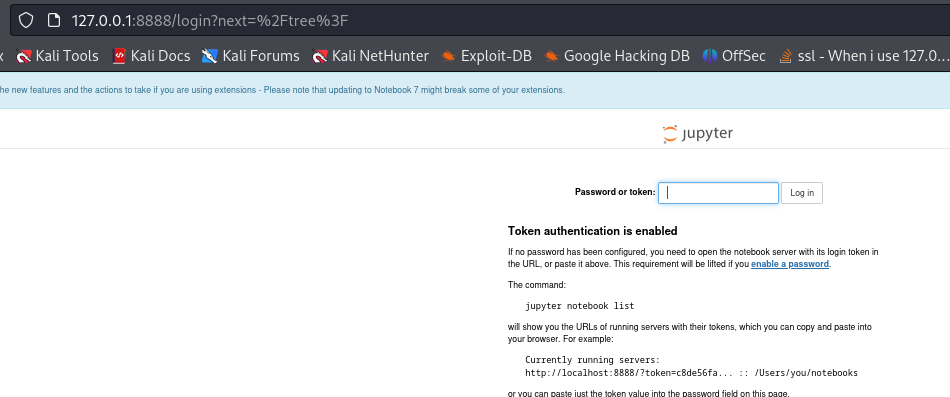 127.0.0.1:8888/login?next=%2Ftree%3F
x Kali Tools Kali Docs Kali Forums Kali NetHunter Exploit-DB Google Hacking DB OffSec ssl - When i use 127.0...
he new features and the actions to take if you are using extensions - Please note that updating to Notebook 7 might break some of your extensions.
jupyter
Password or token: Log in
Token authentication is enabled
If no password has been configured, you need to open the notebook server with its login token in
the URL, or paste it above. This requirement will be lifted if you enable a password.
The command:
jupyter notebook list
will show you the URLs of running servers with their tokens, which you can copy and paste into
your browser. For example:
Currently running servers:
http://localhost:8888/?token=c8de56fa... :: /Users/you/notebooks
or you can paste just the token value into the password field on this page.